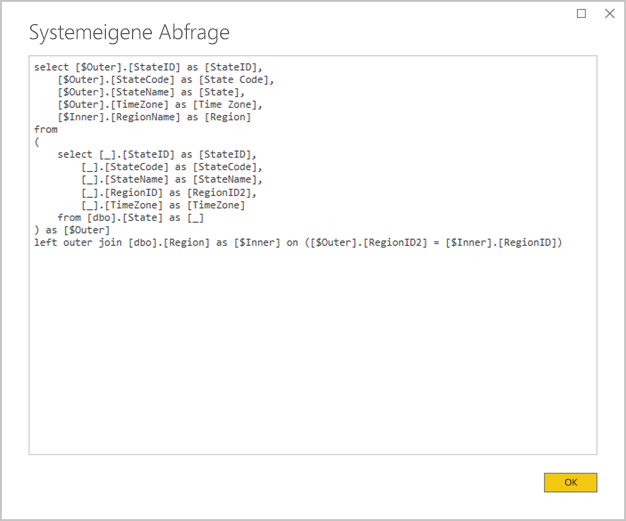 Systemeigene Abfrage
select [$Outer].[StateID] as [StateID],
    [$Outer].[StateCode] as [State Code],
    [$Outer].[StateName] as [State],
    [$Outer].[TimeZone] as [Time Zone],
    [$Inner].[RegionName] as [Region]
from
(
    select [_].[StateID] as [StateID],
        [_].[StateCode] as [StateCode],
        [_].[StateName] as [StateName],
        [_].[RegionID] as [RegionID2],
        [_].[TimeZone] as [TimeZone]
    from [dbo].[State] as [_]
) as [$Outer]
left outer join [dbo].[Region] as [$Inner] on ([$Outer].[RegionID2] = [$Inner].[RegionID])
OK